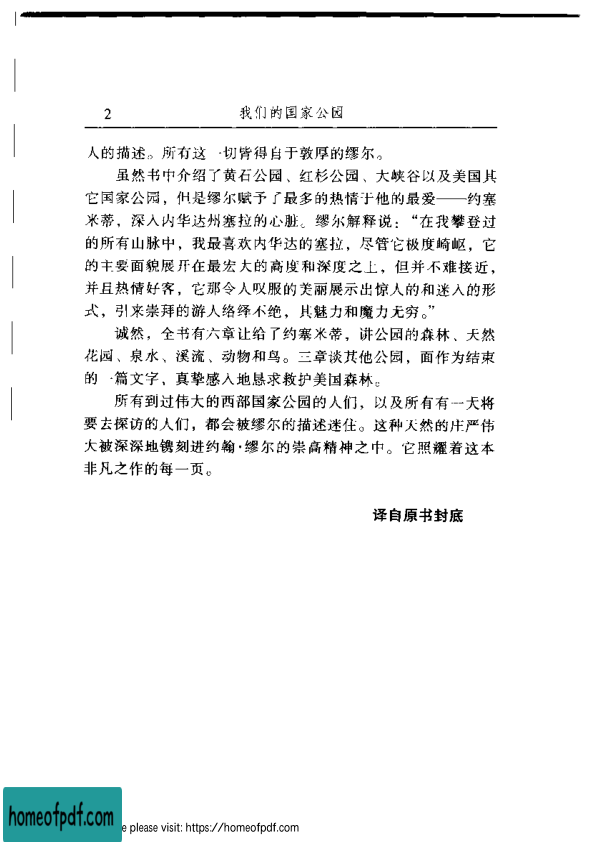 2 我们的国家公园
人的描述。所有这一切皆得自于敦厚的缪尔。
虽然书中介绍了黄石公园、红杉公园、大峡谷以及美国其
它国家公园，但是缪尔赋予了最多的热情于他的最爱——约塞
米蒂，深入内华达州塞拉的心脏。缪尔解释说：“在我攀登过
的所有山脉中，我最喜欢内华达的塞拉，尽管它极度崎岖，它
的主要面貌展开在最宏大的高度和深度之上，但并不难接近，
并且热情好客，它那令人叹服的美丽展示出惊人的和迷人的形
式，引来崇拜的游人络绎不绝，其魅力和魔力无穷。”
诚然，全书有六章让给了约塞米蒂，讲公园的森林、天然
花园、泉水、溪流、动物和鸟。三章谈其他公园，面作为结束
的一篇文字，真挚感人地恳求救护美国森林。
所有到过伟大的西部国家公园的人们，以及所有有一天将
要去探访的人们，都会被缪尔的描述迷住。这种天然的庄严伟
大被深深地镌刻进约翰·缪尔的崇高精神之中。它照耀着这本
非凡之作的每一页。
译自原书封底
homeofpdf.com
e please visit: https://homeofpdf.com